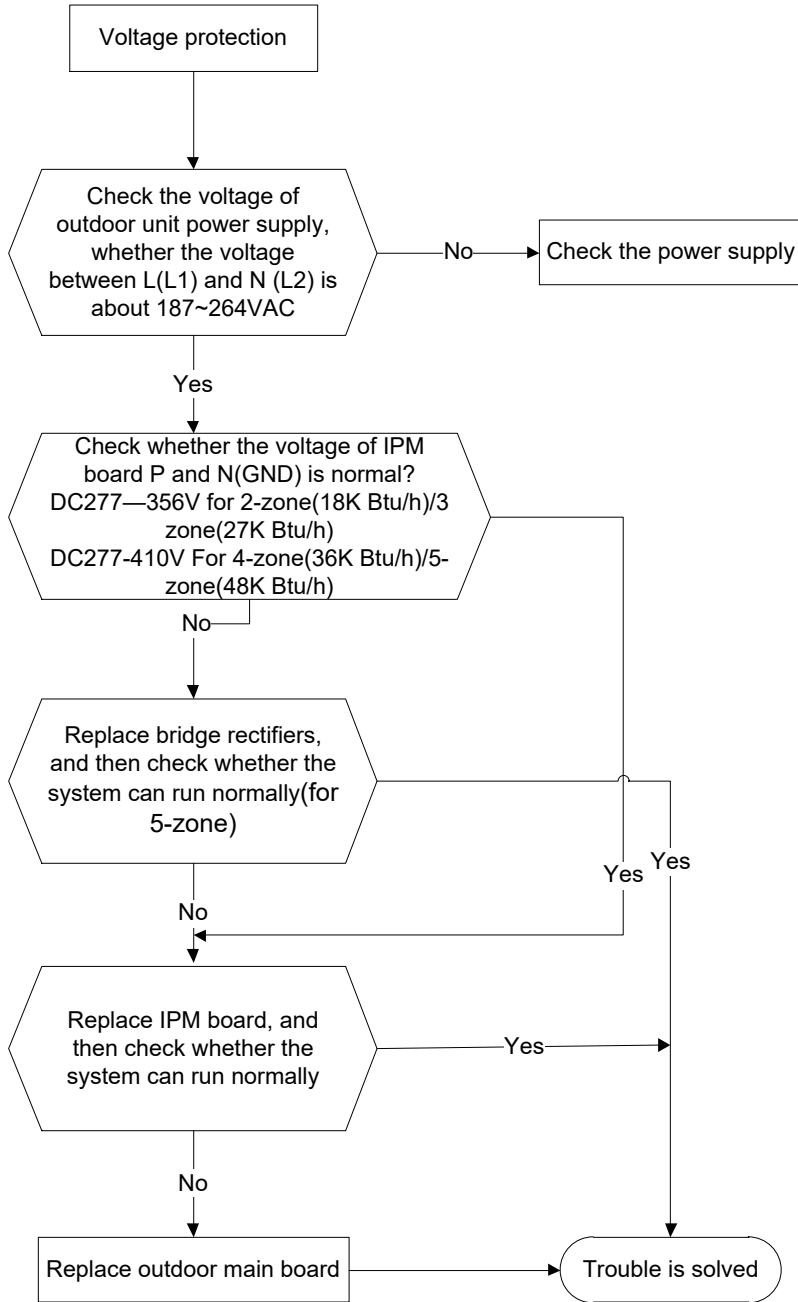 Voltage protection
Check the voltage of
outdoor unit power supply,
whether the voltage
between L(L1) and N (L2) is
about 187~264VAC
No
Check the power supply
Yes
Check whether the voltage of IPM
board P and N(GND) is normal?
DC277—356V for 2-zone(18K Btu/h)/3
zone(27K Btu/h)
DC277-410V For 4-zone(36K Btu/h)/5-
zone(48K Btu/h)
No
Replace bridge rectifiers,
and then check whether the
system can run normally(for
5-zone)
Yes
Yes
No
Replace IPM board, and
then check whether the
system can run normally
Yes
No
Replace outdoor main board
Trouble is solved